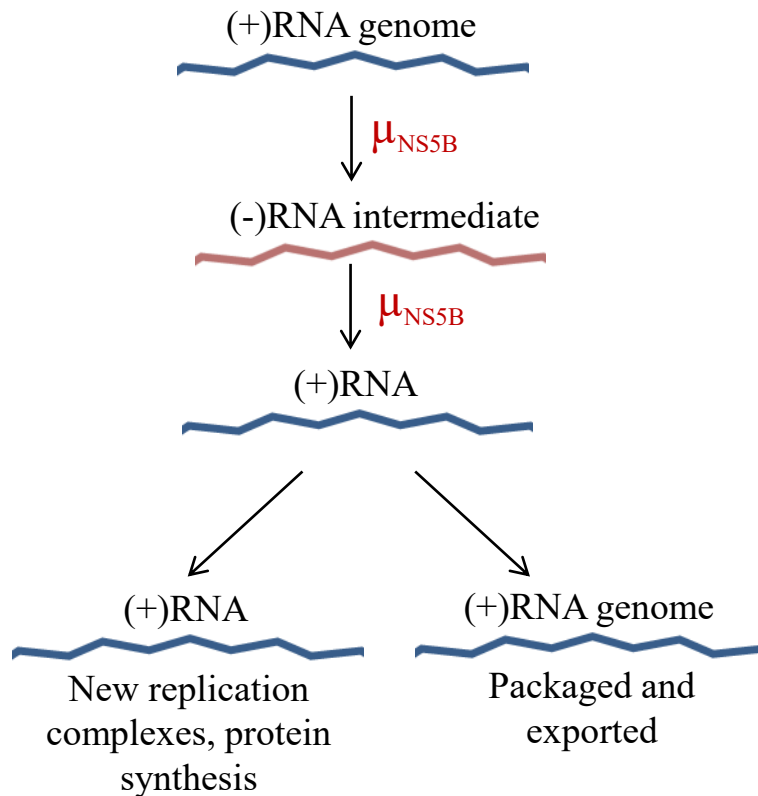 (+)RNA genome
μNS5B
(-)RNA intermediate
μNS5B
(+)RNA
(+)RNA
New replication
complexes, protein
synthesis
(+)RNA genome
Packaged and
exported